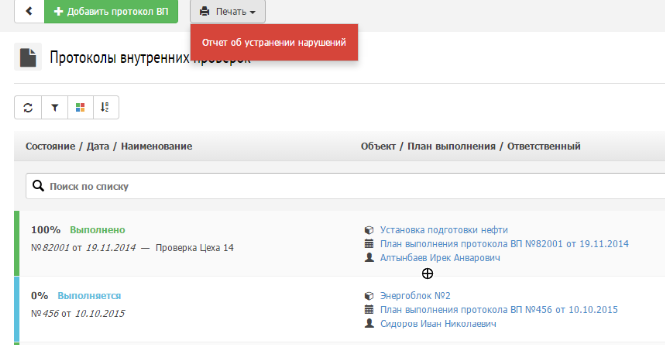 Добавить протокол ВП
Печать
Отчет об устранении нарушений
Протоколы внутренних проверок
Состояние / Дата / Наименование
Объект / План выполнения / Ответственный
Поиск по списку
100% Выполнено
№82001 от 19.11.2014 — Проверка Цеха 14
Установка подготовки нефти
План выполнения протокола ВП №82001 от 19.11.2014
Алтынбаев Ирек Анварович
0% Выполняется
№456 от 10.10.2015
Энергоблок №2
План выполнения протокола ВП №456 от 10.10.2015
Сидоров Иван Николаевич